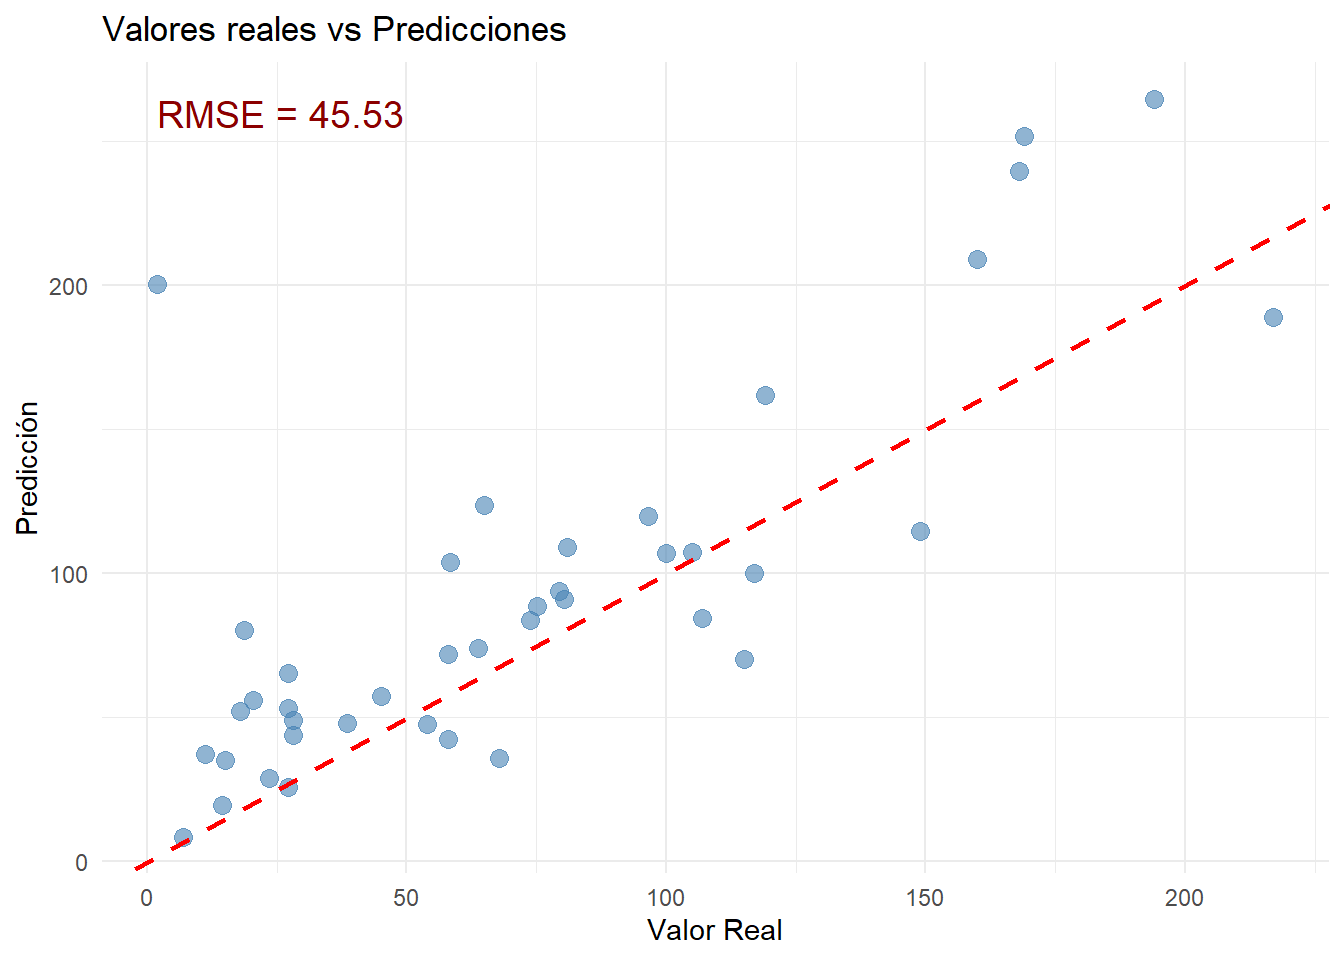 Valores reales vs Predicciones
RMSE = 45.53
200
100
0
Predicción
0 50 100 150 200
Valor Real